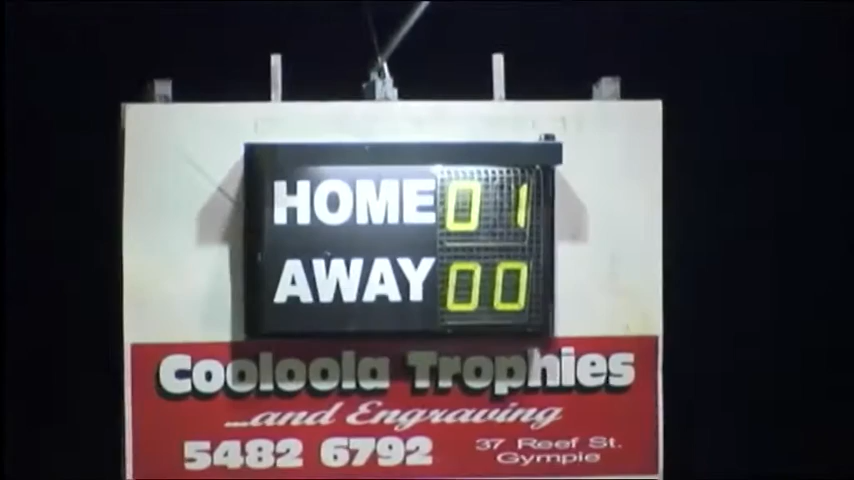 HOME 01
AWAY 00
Cooloola Trophies
...and Engraving
5482 6792
37 Reef St.
Gympie